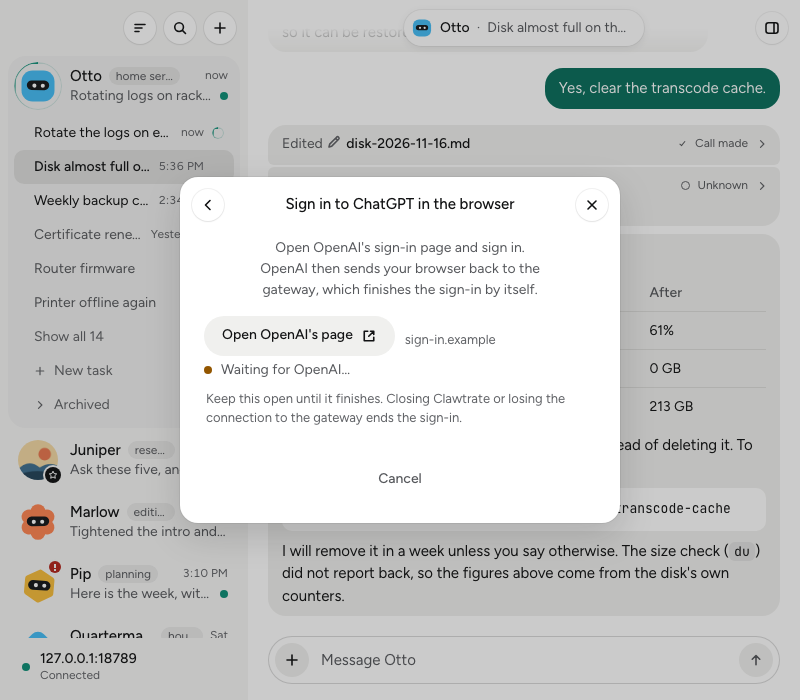 Otto · Disk almost full on th...
so it can be restor
Otto home ser... now
Rotating logs on rack...
Rotate the logs on e... now
Disk almost full o... 5:36 PM
Weekly backup c... 2:34
Certificate rene... Yeste
Router firmware
Printer offline again
Show all 14
New task
Archived
Juniper rese...
Ask these five, an
Marlow editi...
Tightened the intro and...
Pip planning 3:10 PM
Here is the week, wit...
Quarterma hou... Sat
127.0.0.1:18789
Connected
Yes, clear the transcode cache.
Edited disk-2026-11-16.md Call made
Unknown
Sign in to ChatGPT in the browser
Open OpenAI's sign-in page and sign in.
OpenAI then sends your browser back to the
gateway, which finishes the sign-in by itself.
Open OpenAI's page sign-in.example
Waiting for OpenAI...
Keep this open until it finishes. Closing Clawtrate or losing the
connection to the gateway ends the sign-in.
Cancel
After
61%
0 GB
213 GB
ead of deleting it. To
transcode-cache
I will remove it in a week unless you say otherwise. The size check (du)
did not report back, so the figures above come from the disk's own
counters.
Message Otto